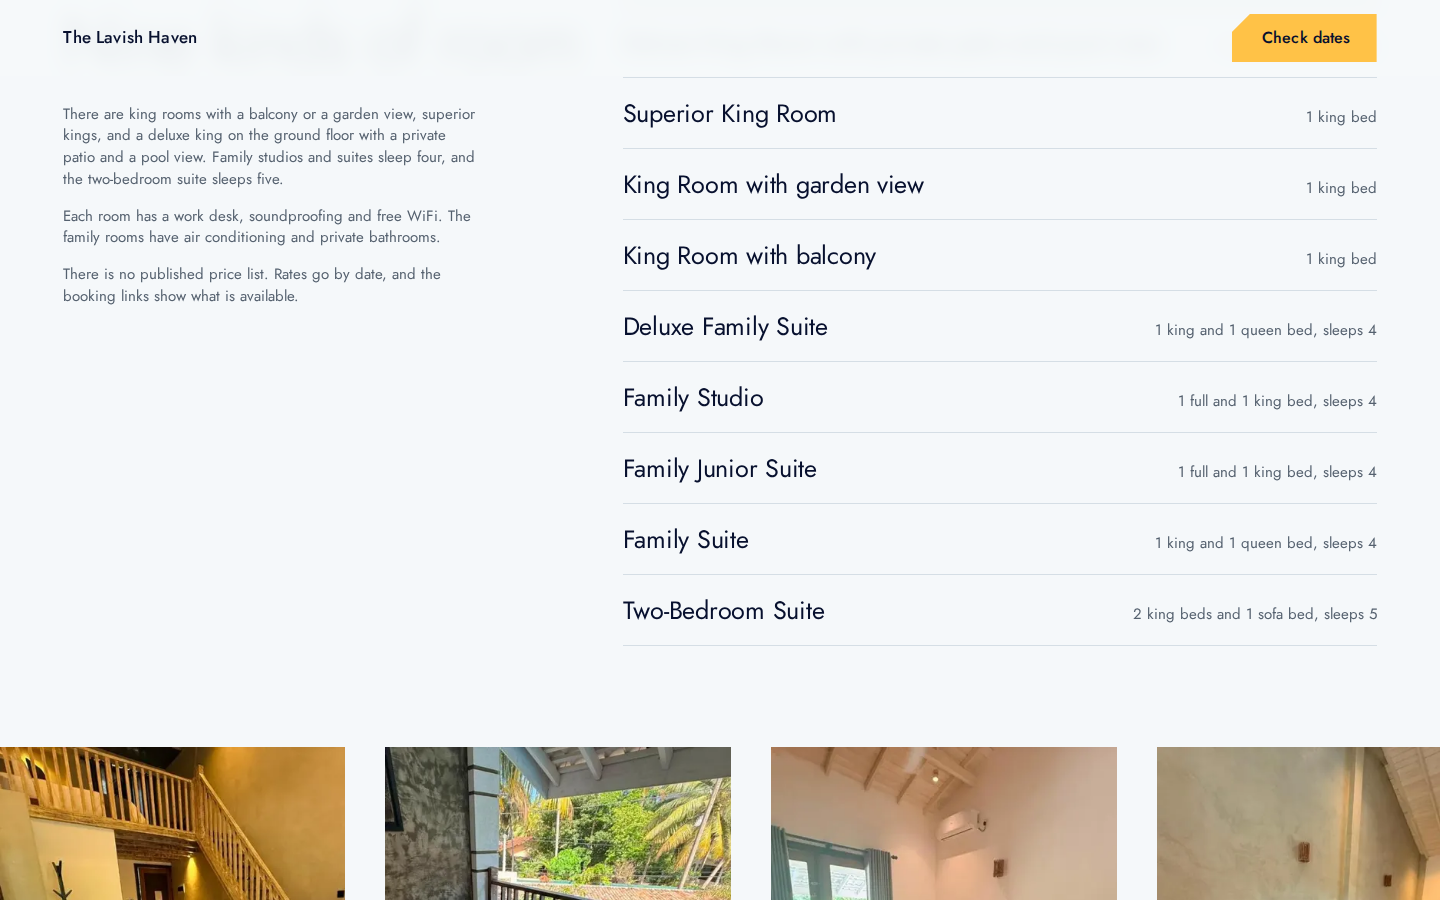 The Lavish Haven
Check dates
There are king rooms with a balcony or a garden view, superior
kings, and a deluxe king on the ground floor with a private
patio and a pool view. Family studios and suites sleep four, and
the two-bedroom suite sleeps five.
Each room has a work desk, soundproofing and free WiFi. The
family rooms have air conditioning and private bathrooms.
There is no published price list. Rates go by date, and the
booking links show what is available.
Superior King Room
1 king bed
King Room with garden view
1 king bed
King Room with balcony
1 king bed
Deluxe Family Suite
1 king and 1 queen bed, sleeps 4
Family Studio
1 full and 1 king bed, sleeps 4
Family Junior Suite
1 full and 1 king bed, sleeps 4
Family Suite
1 king and 1 queen bed, sleeps 4
Two-Bedroom Suite
2 king beds and 1 sofa bed, sleeps 5